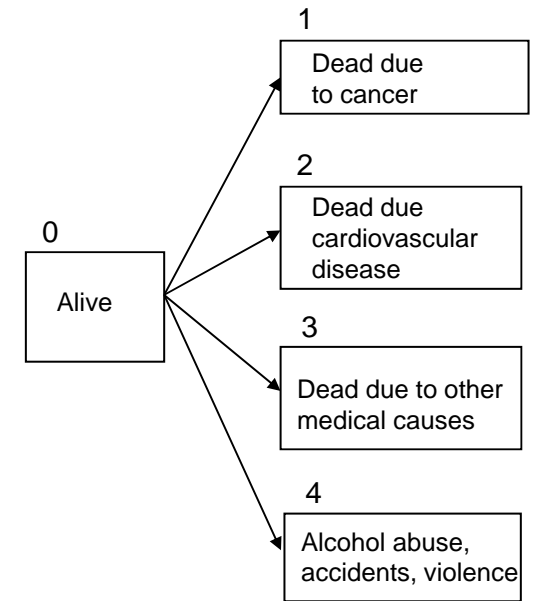 1
Dead due
to cancer
2
Dead due
cardiovascular
disease
0
Alive
3
Dead due to other
medical causes
4
Alcohol abuse,
accidents, violence